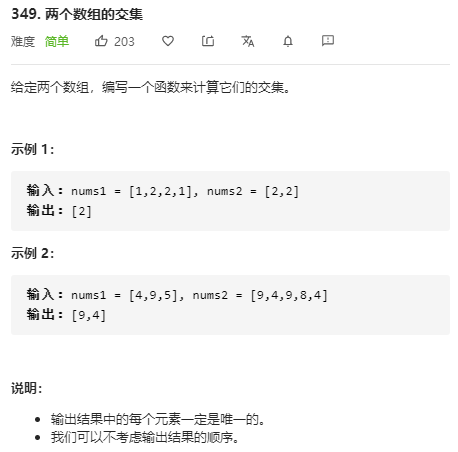 349. 两个数组的交集
难度 简单 203
给定两个数组，编写一个函数来计算它们的交集。
示例 1：
输入：nums1 = [1,2,2,1], nums2 = [2,2]
输出：[2]
示例 2：
输入：nums1 = [4,9,5], nums2 = [9,4,9,8,4]
输出：[9,4]
说明：
输出结果中的每个元素一定是唯一的。
我们可以不考虑输出结果的顺序。